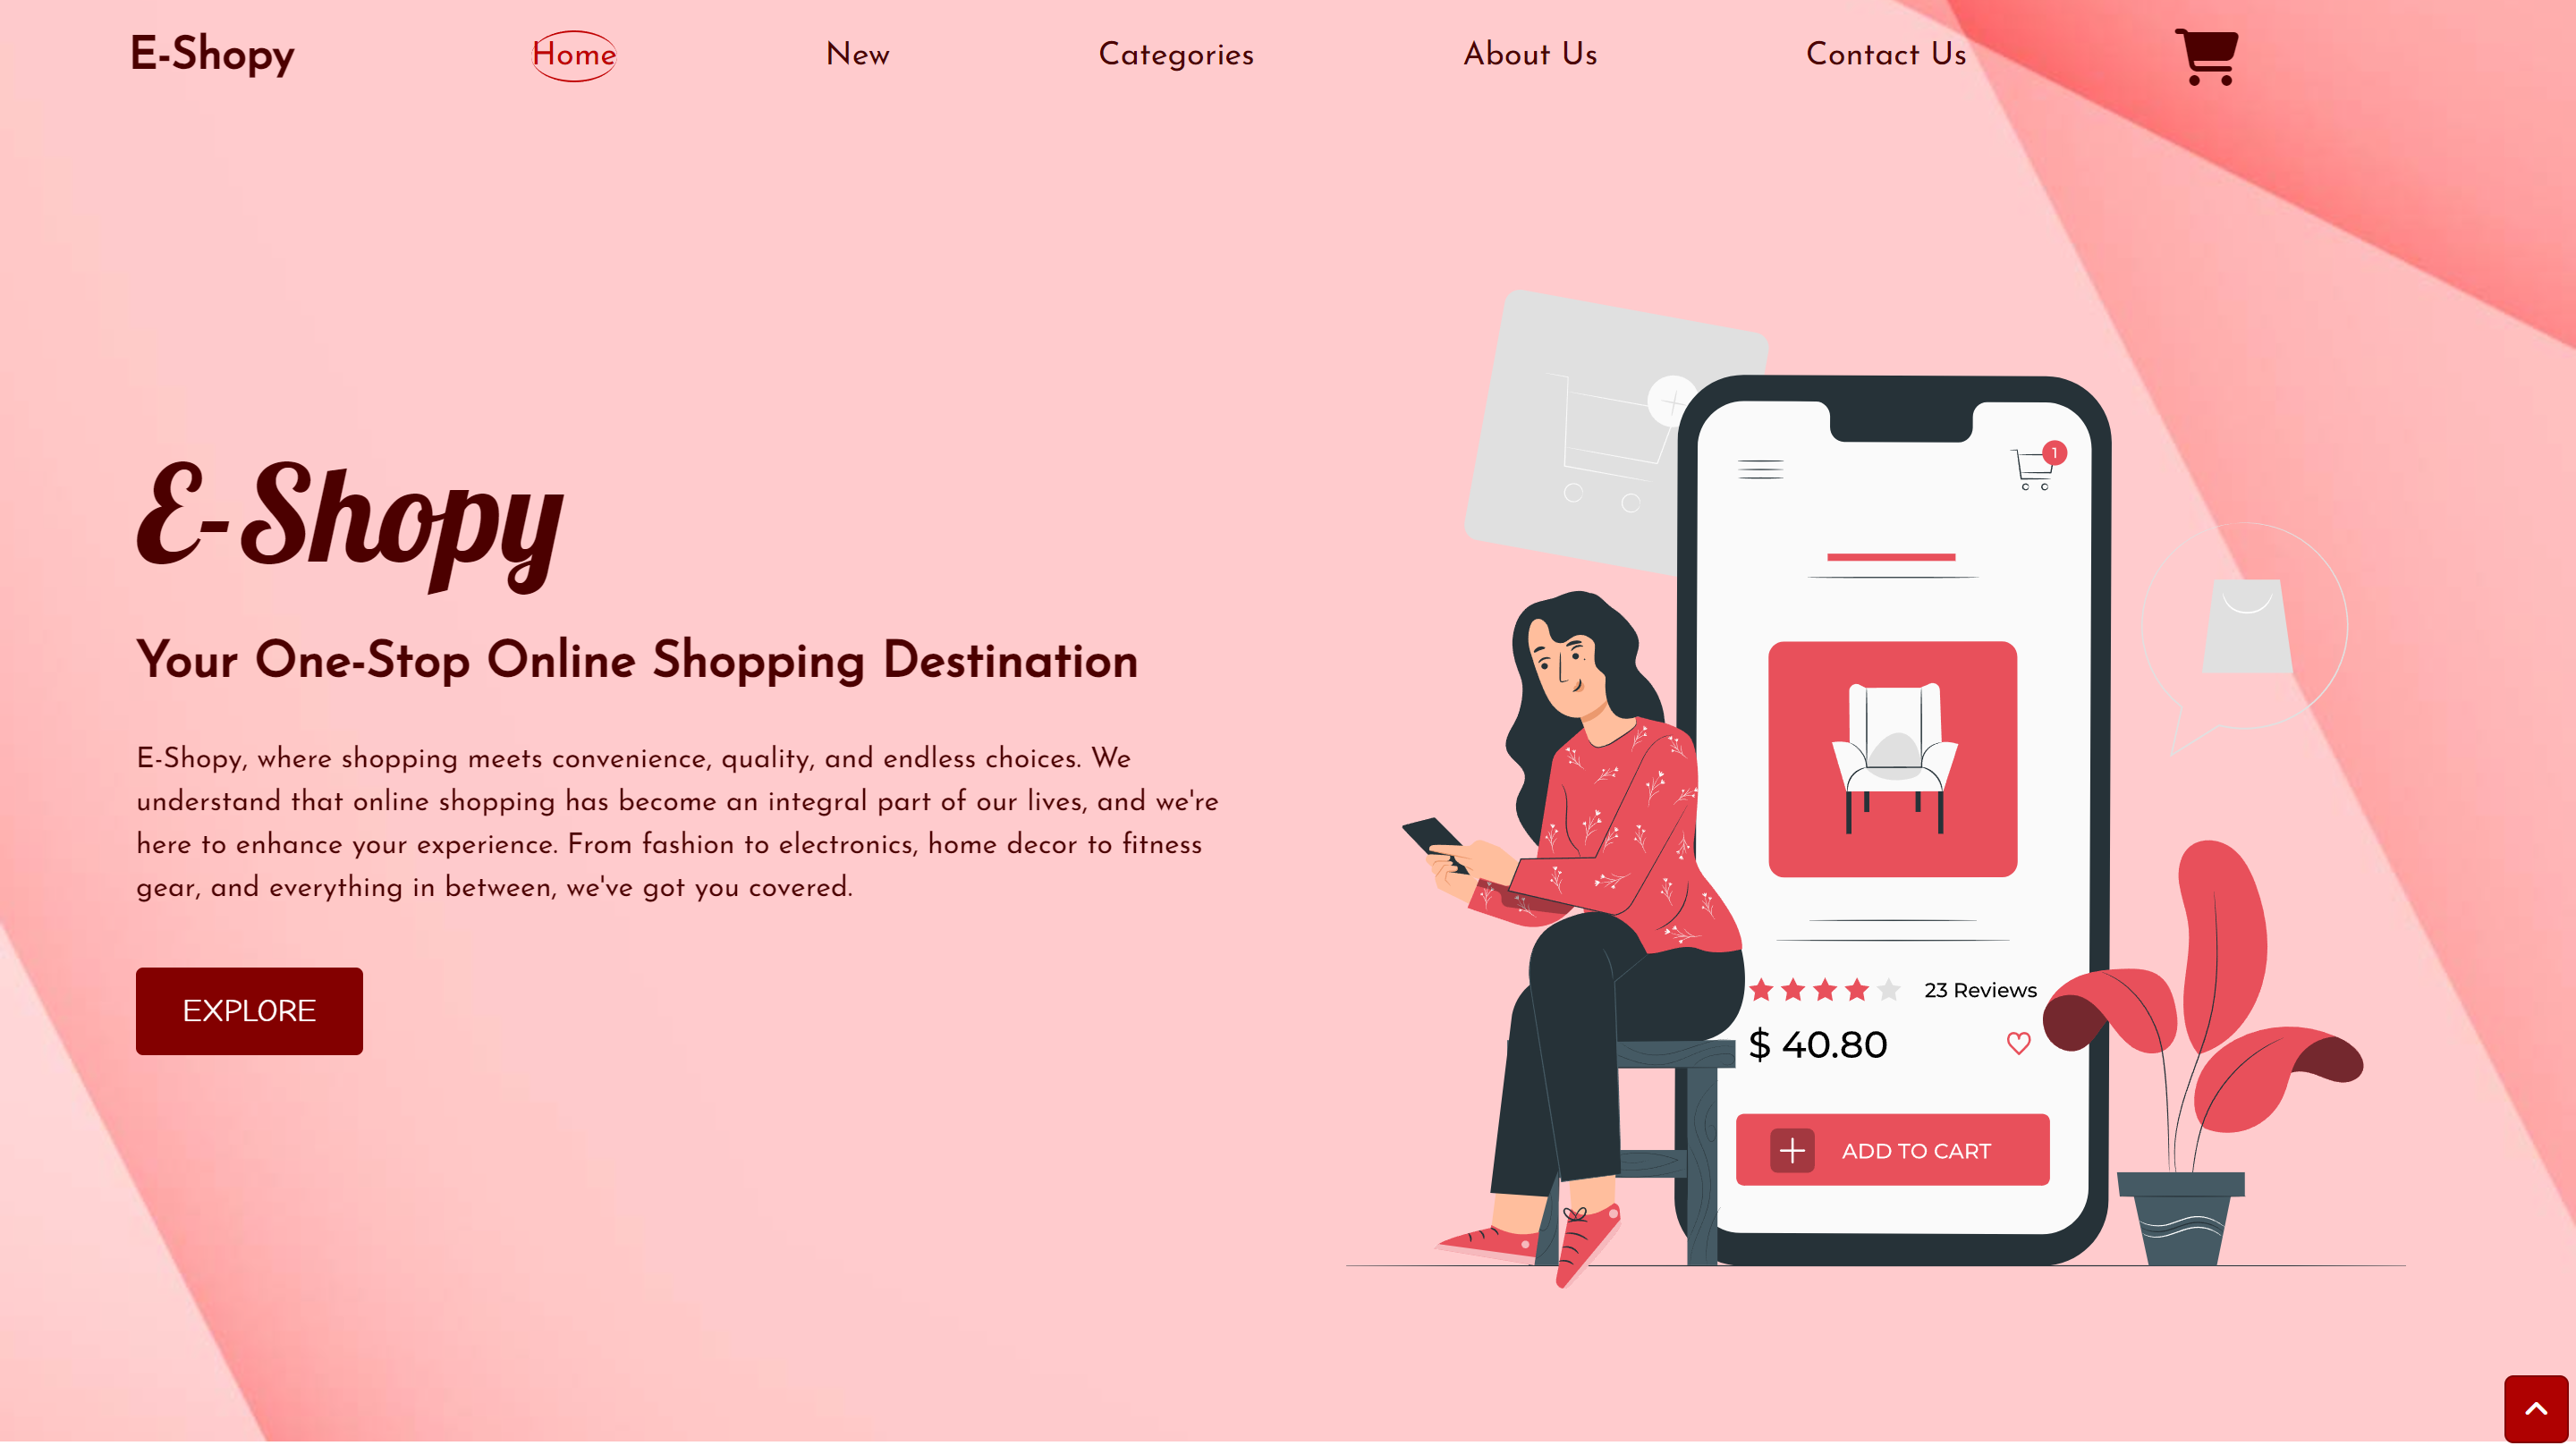 E-Shopy
Home
New
Categories
About Us
Contact Us
E-Shopy
Your One-Stop Online Shopping Destination
E-Shopy, where shopping meets convenience, quality, and endless choices. We
understand that online shopping has become an integral part of our lives, and we're
here to enhance your experience. From fashion to electronics, home decor to fitness
gear, and everything in between, we've got you covered.
EXPLORE
1
23 Reviews
$ 40.80
ADD TO CART